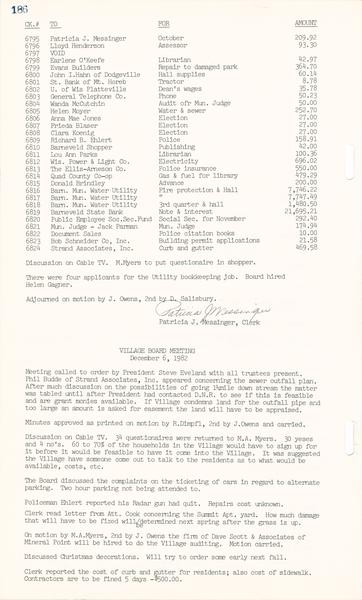 186
CK.# TO FOR AMOUNT
6795 Patricia J. Messinger October 209.92
6796 Lloyd Henderson Assessor 93.30
6797 VOID
6798 Earlene O'Keefe Librarian 42.97
6799 Evans Builders Repair to damaged park 364.70
6800 John I.Hahn of Dodgeville Hall supplies 60.14
6801 St. Bank of Mt. Horeb Tractor 8.78
6802 U. of Wis Platteville Dean's wages 35.78
6803 General Telephone Co. Phone 50.23
6804 Wanda McCutchin Audit ofr Mun. Judge 50.00
6805 Helen Moyer Water & sewer 252.70
6806 Anna Mae Jones Election 27.00
6807 Frieda Blaser Election 27.00
6808 Clara Koenig Election 27.00
6809 Richard B. Ehlert Police 158.91
6810 Barneveld Shopper Publishing 42.00
6811 Lou Ann Parks Librarian 100.36
6812 Wis. Power & Light Co. Electricity 696.02
6813 The Ellis-Arneson Co. Police insurance 550.00
6814 Quad County Co-op Gas & fuel for library 479.29
6815 Donald Brindley Advance 200.00
6816 Barn. Mun. Water Utility Fire protection & Hall 7,746.22
6817 Barn. Mun. Water Utility " 7,747.49
6818 Barn. Mun. Water Utility 3rd quarter & hall 1,480.50
6819 Barneveld State Bank Note & interest 21,695.21
6820 Public Employee Soc.Sec.Fund Social Sec. for November 292.40
6821 Mun. Judge - Jack Parman Mun. Judge 174.94
6822 Document Sales Police citation books 10.00
6823 Bob Schneider Co, Inc. Building permit applications 21.58
6824 Strand Associates, Inc. Curb and gutter 469.58
Discussion on Cable TV. M.Myers to put questionaire in shopper.
There were four applicants for the Utility bookkeeping job. Board hired
Helen Gagner.
Adjourned on motion by J. Owens, 2nd by D. Salisbury.
Patricia J. Messinger
Patricia J. Messinger, Clerk
VILLAGE BOARD MEETING
December 6, 1982
Meeting called to order by President Steve Eveland with all trustees present.
Phil Budde of Strand Associates, Inc. appeared concerning the sewer outfall plan.
After much discussion on the possibilities of going ½mile down stream the matter
was tabled until after President had contacted D.N.R. to see if this is feasible
and are grant monies available. If Village condemns land for the outfall pipe and
too large an amount is asked for easement the land will have to be appraised.
Minutes approved as printed on motion by R.Dimpfl, 2nd by J.Owens and carried.
Discussion on Cable TV. 34 questionaires were returned to M.A. Myers. 30 yeses
and 4 no"s. 60 to 70% of the households in the Village would have to sign up for
it before it would be feasible to have it come into the Village. It was suggested
the Village have someone come out to talk to the residents as to what would be
available, costs, etc.
The Board discussed the complaints on the ticketing of cars in regard to alternate
parking. Two hour parking not being attended to.
Policeman Ehlert reported his Radar gun had quit. Repairs cost unknown.
Clerk read letter from Att. Cook concerning the Summit Apt. yard. How much damage
that will have to be fixed will be determined next spring after the grass is up.
On motion by M.A.Myers, 2nd by J. Owens the firm of Dave Scott & Associates of
Mineral Point will be hired to do the Village auditing. Motion carried.
Discussed Christmas decorations. Will try to order some early next fall.
Clerk reported cost of curb and gutter for residents; also cost of sidewalk.
Contractors are to be fined 5 days -$500.00.